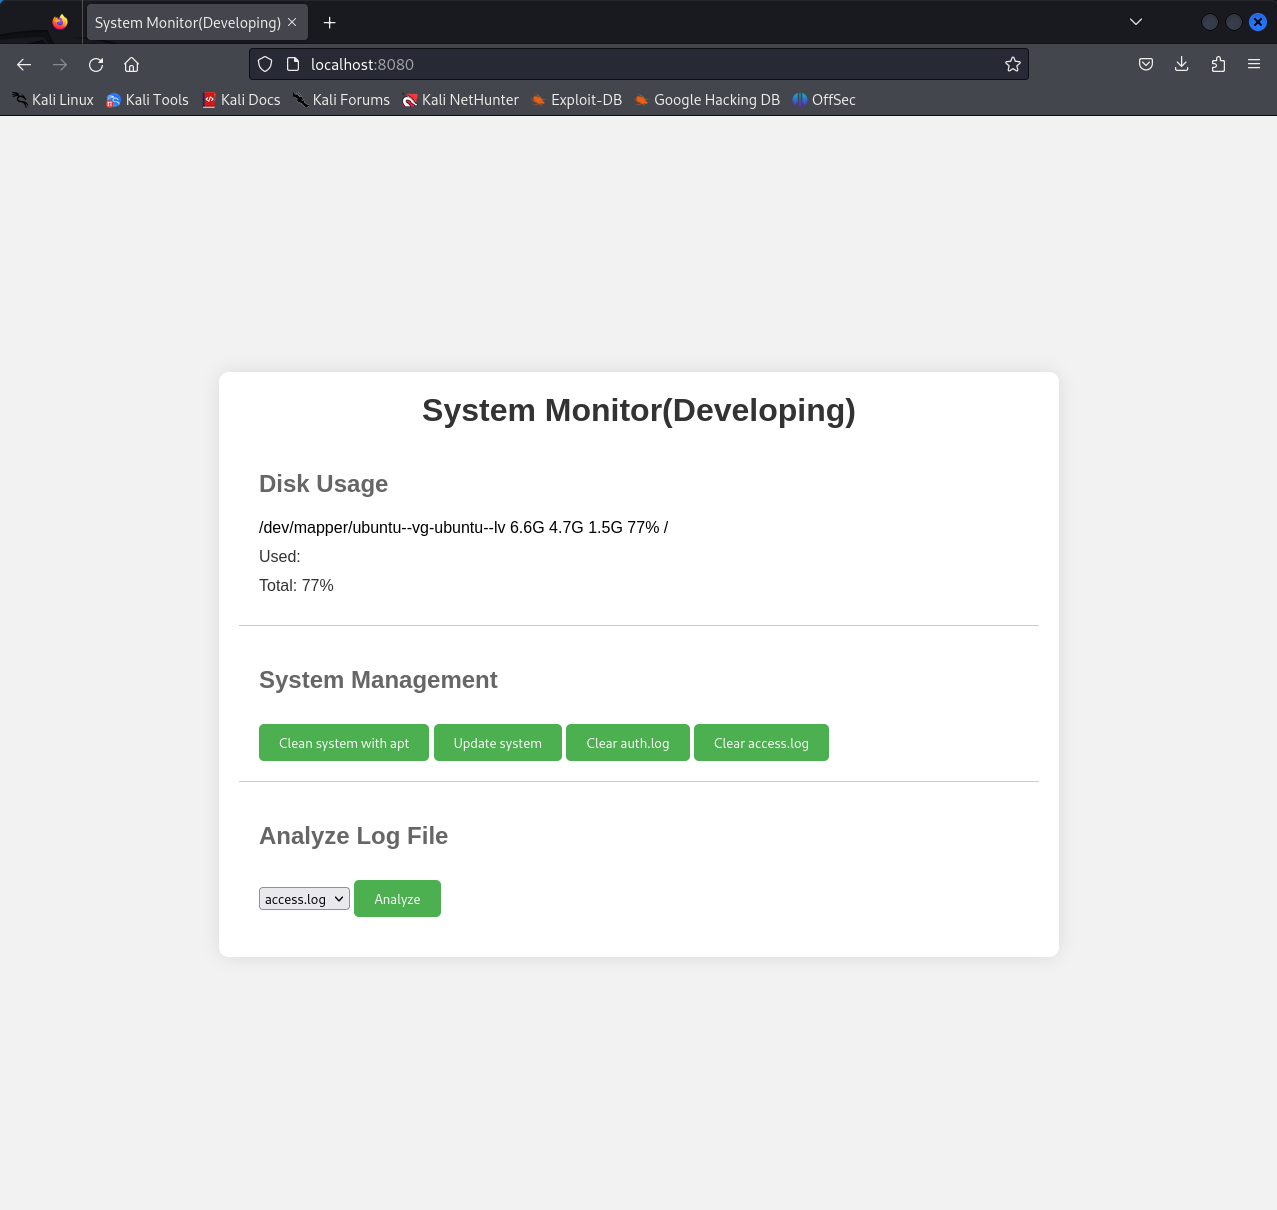 System Monitor(Developing)
localhost:8080
Kali Linux Kali Tools Kali Docs Kali Forums Kali NetHunter Exploit-DB Google Hacking DB OffSec
System Monitor(Developing)
Disk Usage
/dev/mapper/ubuntu--vg-ubuntu--lv 6.6G 4.7G 1.5G 77% /
Used:
Total: 77%
System Management
Clean system with apt Update system Clear auth.log Clear access.log
Analyze Log File
access.log Analyze